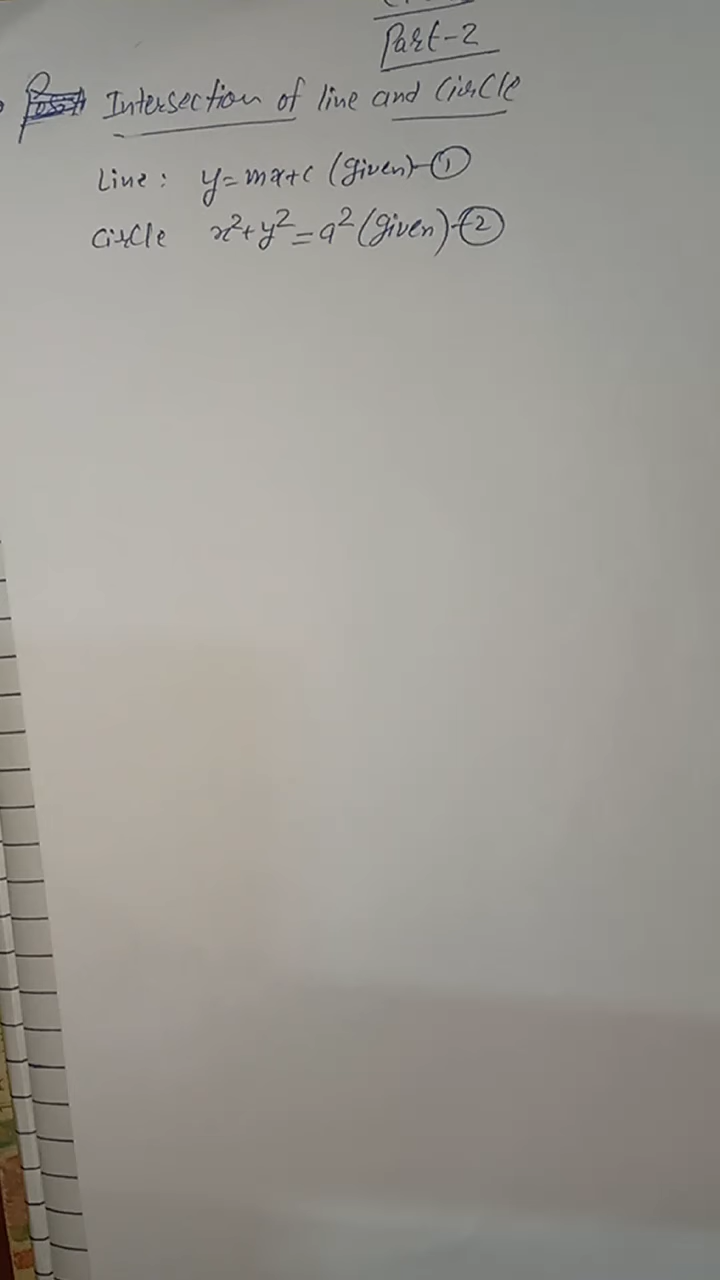 Part-2
Intersection of line and Circle
Line: y=mx+c (given)-①
Circle x²+y²=a² (given)-②